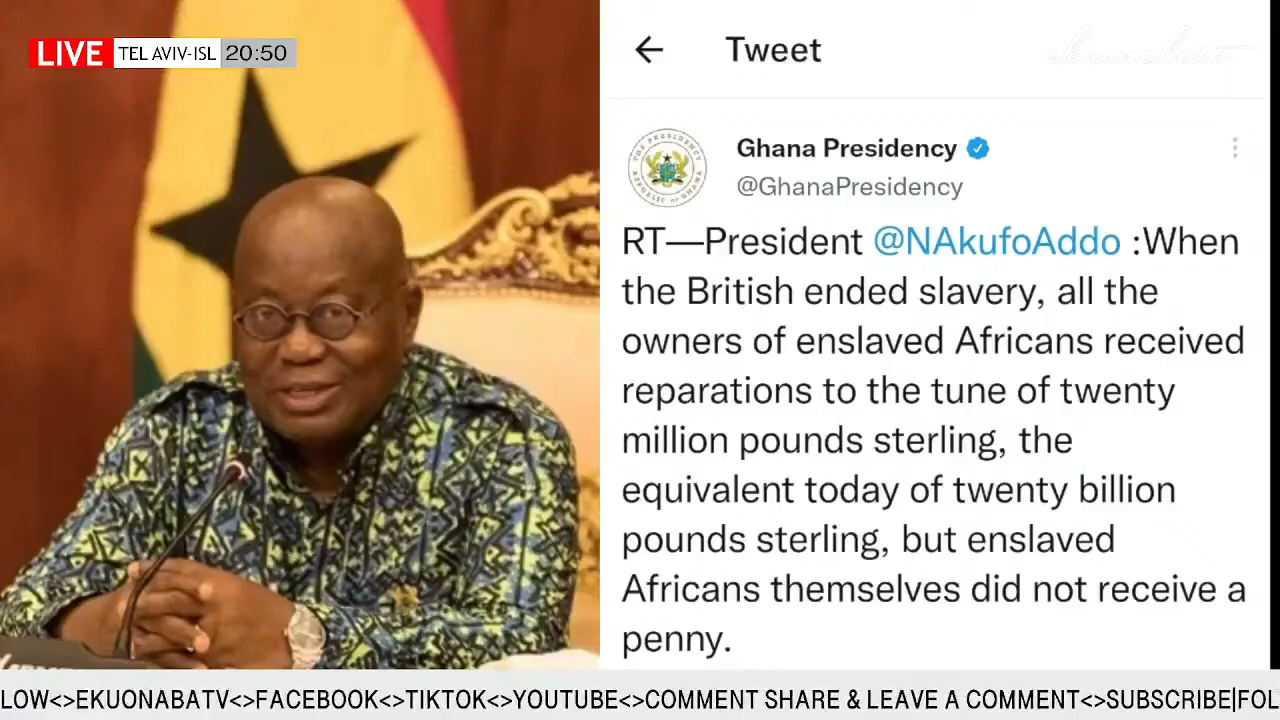 LIVE TEL AVIV-ISL 20:50
Tweet
Ghana Presidency
@GhanaPresidency
RT—President @NAkufoAddo :When
the British ended slavery, all the
owners of enslaved Africans received
reparations to the tune of twenty
million pounds sterling, the
equivalent today of twenty billion
pounds sterling, but enslaved
Africans themselves did not receive a
penny.
LOW<>EKUONABATV<>FACEBOOK<>TIKTOK<>YOUTUBE<>COMMENT SHARE & LEAVE A COMMENT<>SUBSCRIBE|FOL